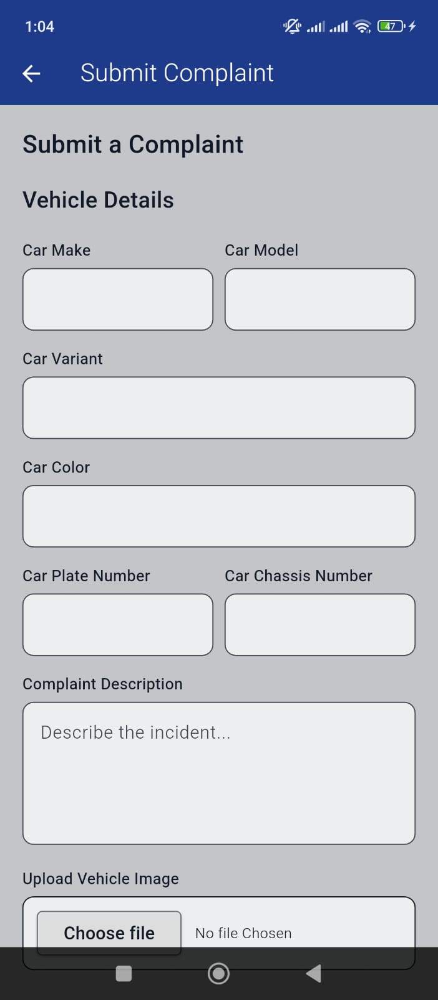 1:04
47
Submit Complaint
Submit a Complaint
Vehicle Details
Car Make
Car Model
Car Variant
Car Color
Car Plate Number
Car Chassis Number
Complaint Description
Describe the incident...
Upload Vehicle Image
Choose file
No file Chosen